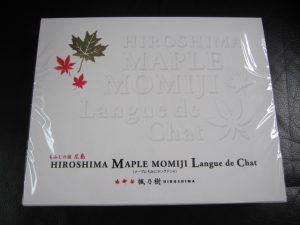 HIROSHIMA
MAPLE
MOMIJI
Langue de
Chat
もみじの国 広島
HIROSHIMA MAPLE MOMIJI Langue de Chat
楓乃樹 HIROSHIMA